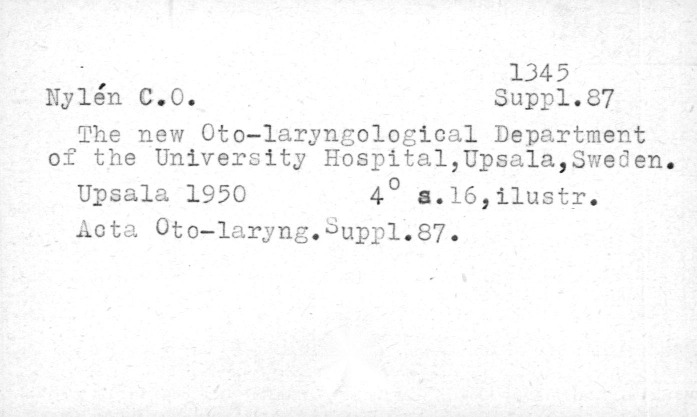 1345
Nylén C.O. Suppl.87
The new Oto-laryngological Department
of the University Hospital,Upsala,Sweden.
Upsala 1950 4° s.16,ilustr.
Acta Oto-laryng.Suppl.87.